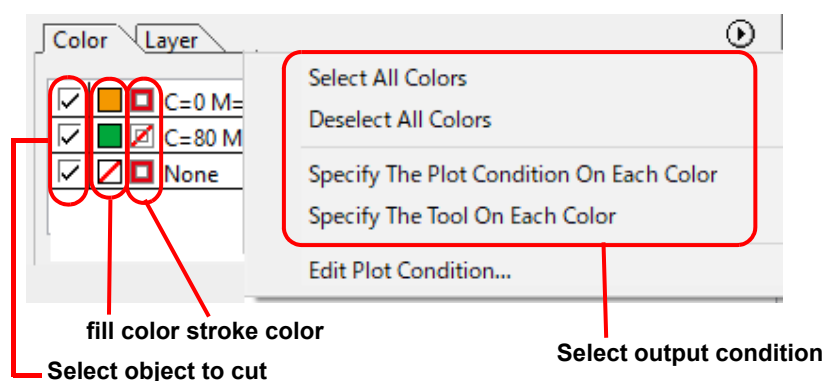 Color Layer
Select All Colors
C=0 M=
Deselect All Colors
C=80 M
None
Specify The Plot Condition On Each Color
Specify The Tool On Each Color
Edit Plot Condition...
fill color stroke color
Select output condition
Select object to cut